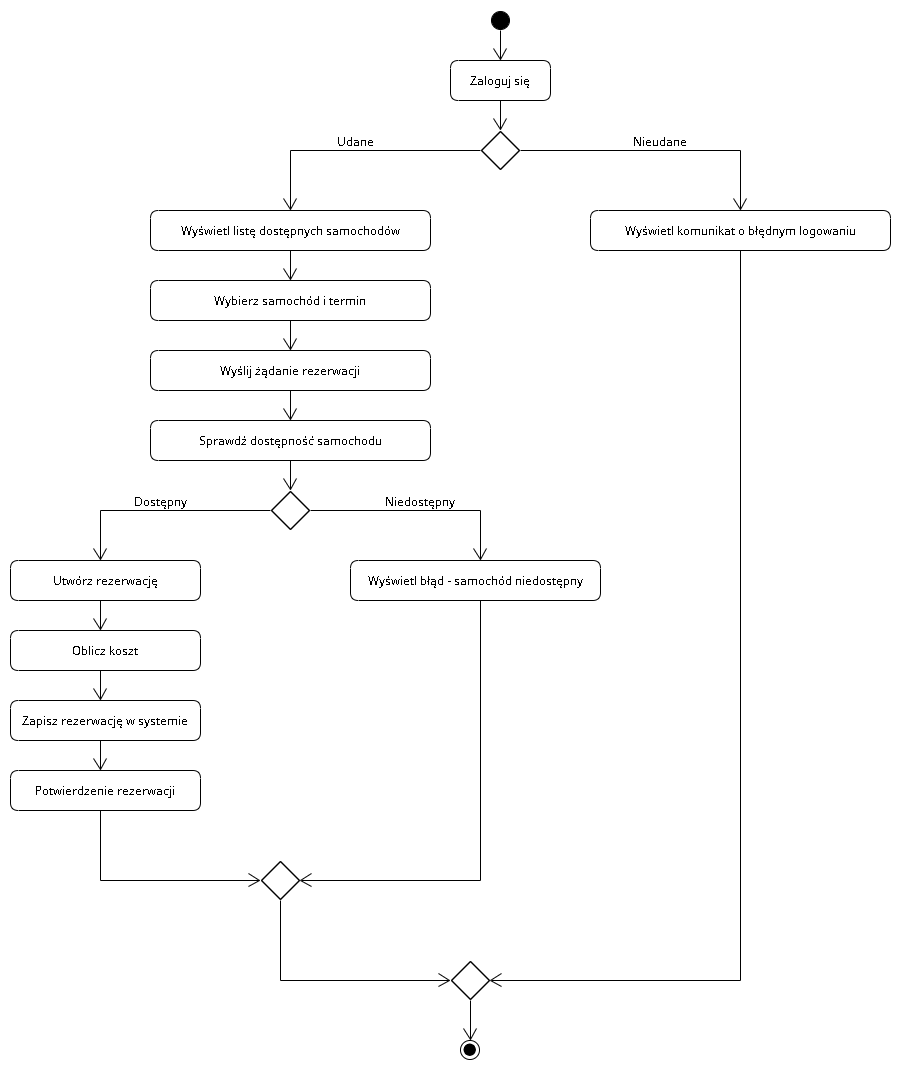 Zaloguj się
Udane
Nieudane
Wyświetl listę dostępnych samochodów
Wyświetl komunikat o błędnym logowaniu
Wybierz samochód i termin
Wyślij żądanie rezerwacji
Sprawdź dostępność samochodu
Dostępny
Niedostępny
Utwórz rezerwację
Wyświetl błąd - samochód niedostępny
Oblicz koszt
Zapisz rezerwację w systemie
Potwierdzenie rezerwacji